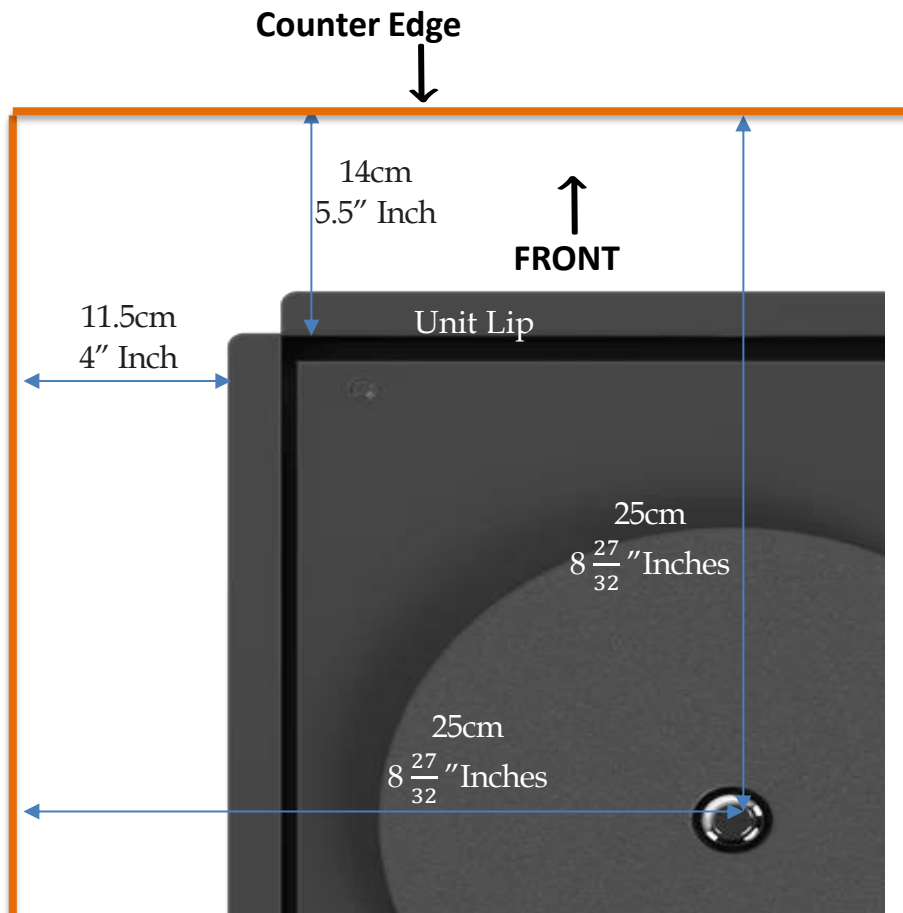 Counter Edge
14cm
5.5” Inch
FRONT
11.5cm
4” Inch
Unit Lip
25cm
8 27/32 ”Inches
25cm
8 27/32 ”Inches